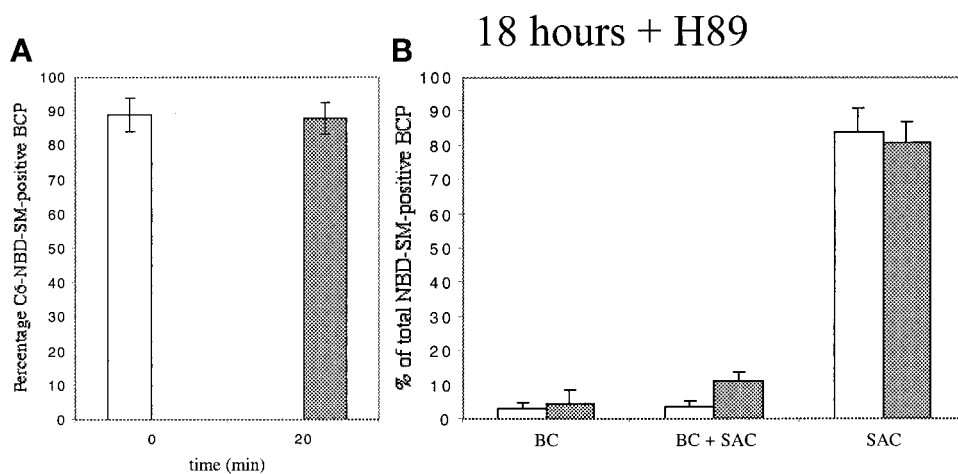 18 hours + H89
A
B
Percentage C6-NBD-SM-positive BCP
100
90
80
70
60
50
40
30
20
10
0
0
20
time (min)
% of total NBD-SM-positive BCP
100
90
80
70
60
50
40
30
20
10
0
BC
BC + SAC
SAC